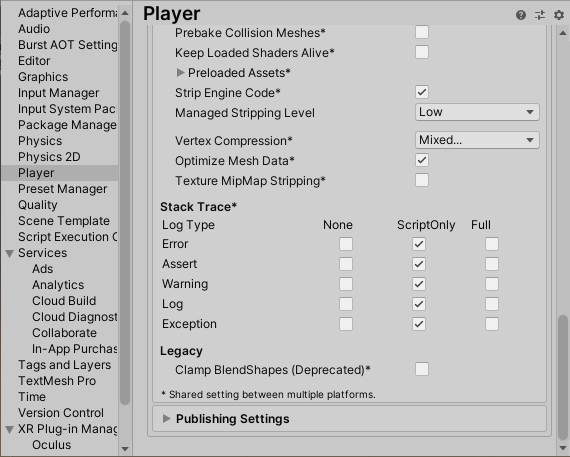 Adaptive Performa
Audio
Burst AOT Setting
Editor
Graphics
Input Manager
Input System Pac
Package Manage
Physics
Physics 2D
Player
Preset Manager
Quality
Scene Template
Script Execution O
Services
Ads
Analytics
Cloud Build
Cloud Diagnost
Collaborate
In-App Purchas
Tags and Layers
TextMesh Pro
Time
Version Control
XR Plug-in Manag
Oculus
Player
Prebake Collision Meshes*
Keep Loaded Shaders Alive*
Preloaded Assets*
Strip Engine Code*
Managed Stripping Level Low
Vertex Compression* Mixed...
Optimize Mesh Data*
Texture MipMap Stripping*
Stack Trace*
Log Type None ScriptOnly Full
Error
Assert
Warning
Log
Exception
Legacy
Clamp BlendShapes (Deprecated)*
* Shared setting between multiple platforms.
Publishing Settings